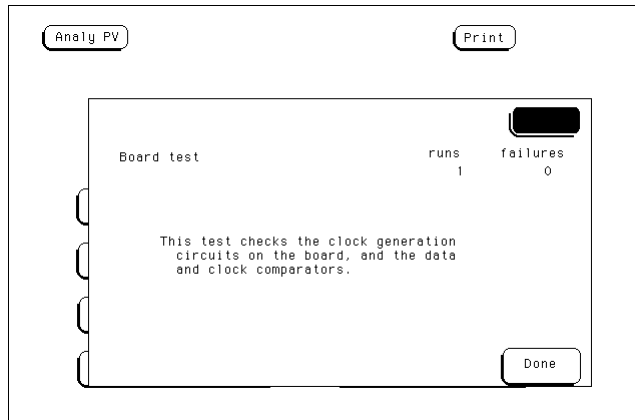 Analy PV
Print
Board test
runs
failures
1
0
This test checks the clock generation
circuits on the board, and the data
and clock comparators.
Done